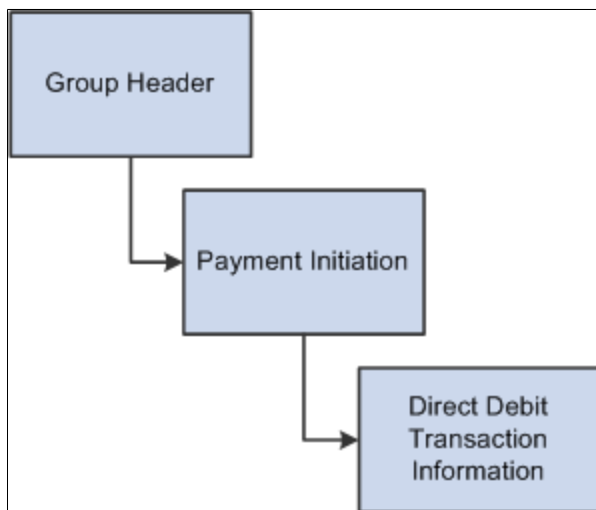 Group Header
Payment Initiation
Direct Debit
Transaction
Information